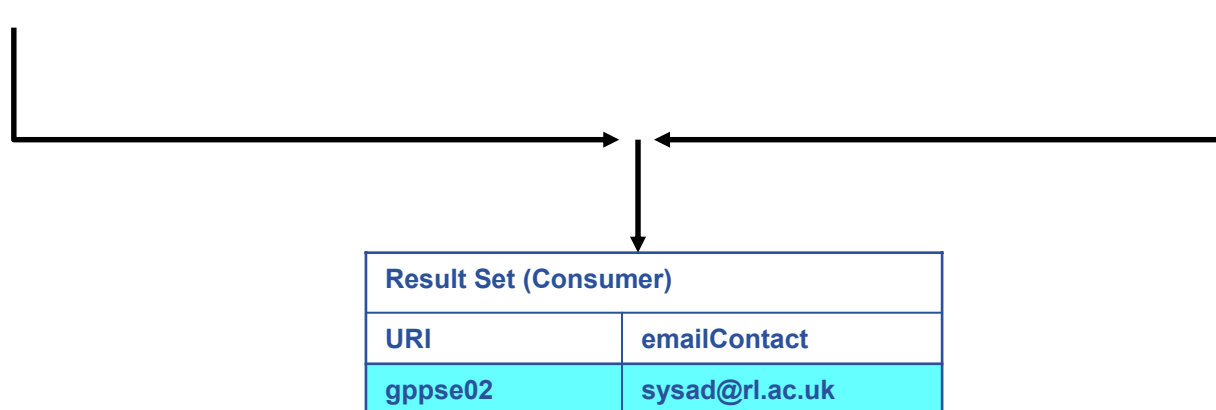 Result Set (Consumer)
URI emailContact
gppse02 sysad@rl.ac.uk